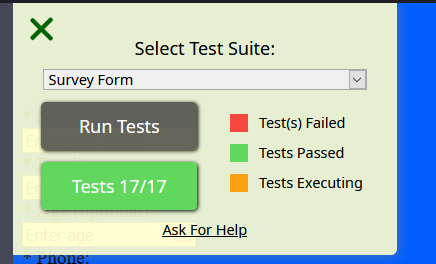 Select Test Suite:
Survey Form
Run Tests
Test(s) Failed
Tests Passed
Tests 17/17
Tests Executing
Ask For Help
Enter age
* Phone: